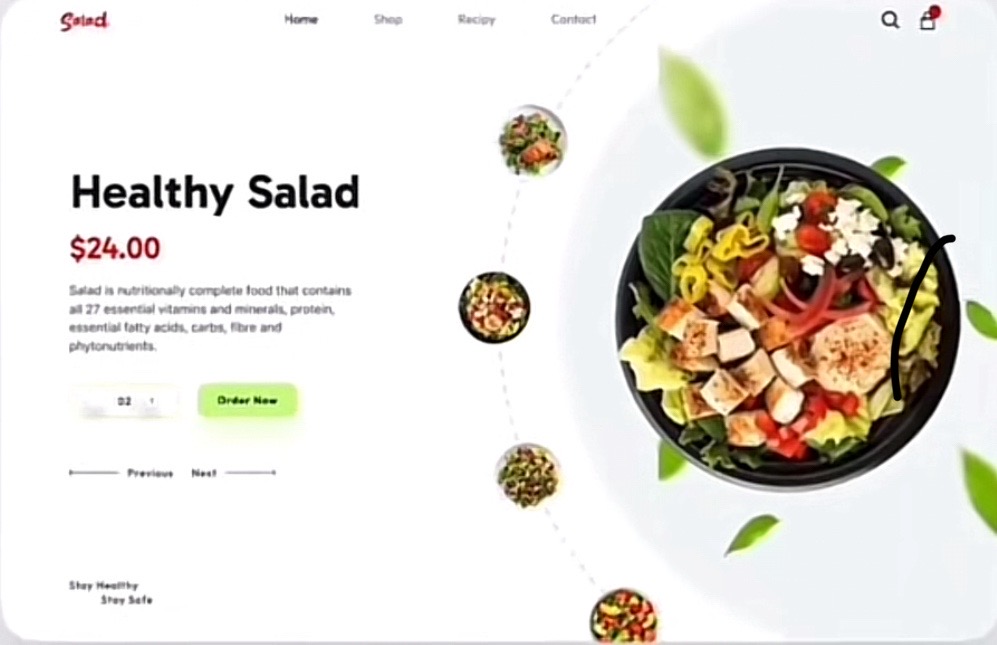 Salad
Home Shop Recipy Contact
Healthy Salad
$24.00
Salad is nutritionally complete food that contains
all 27 essential vitamins and minerals, protein,
essential fatty acids, carbs, fibre and
phytonutrients.
02
Order Now
Previous Next
Stay Healthy
Stay Safe